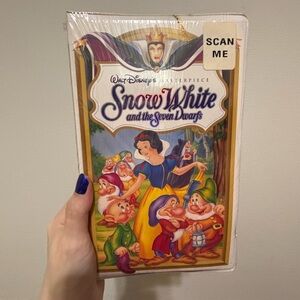 SCAN
ME
WALT DISNEY'S MASTERPIECE
Snow White
and the Seven Dwarfs